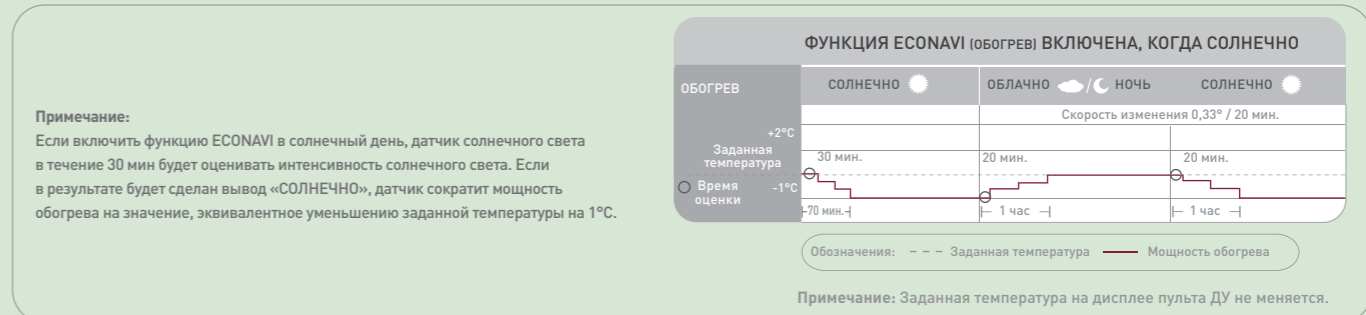 Примечание:
Если включить функцию ECONAVI в солнечный день, датчик солнечного света
в течение 30 мин будет оценивать интенсивность солнечного света. Если
в результате будет сделан вывод «СОЛНЕЧНО», датчик сократит мощность
обогрева на значение, эквивалентное уменьшению заданной температуры на 1°C.
ФУНКЦИЯ ECONAVI (ОБОГРЕВ) ВКЛЮЧЕНА, КОГДА СОЛНЕЧНО
ОБОГРЕВ
СОЛНЕЧНО
ОБЛАЧНО / НОЧЬ
СОЛНЕЧНО
Скорость изменения 0,33° / 20 мин.
+2°C
Заданная
температура
30 мин.
20 мин.
20 мин.
Время
оценки
-1°C
70 мин.
1 час
1 час
Обозначения: – – – Заданная температура —— Мощность обогрева
Примечание: Заданная температура на дисплее пульта ДУ не меняется.